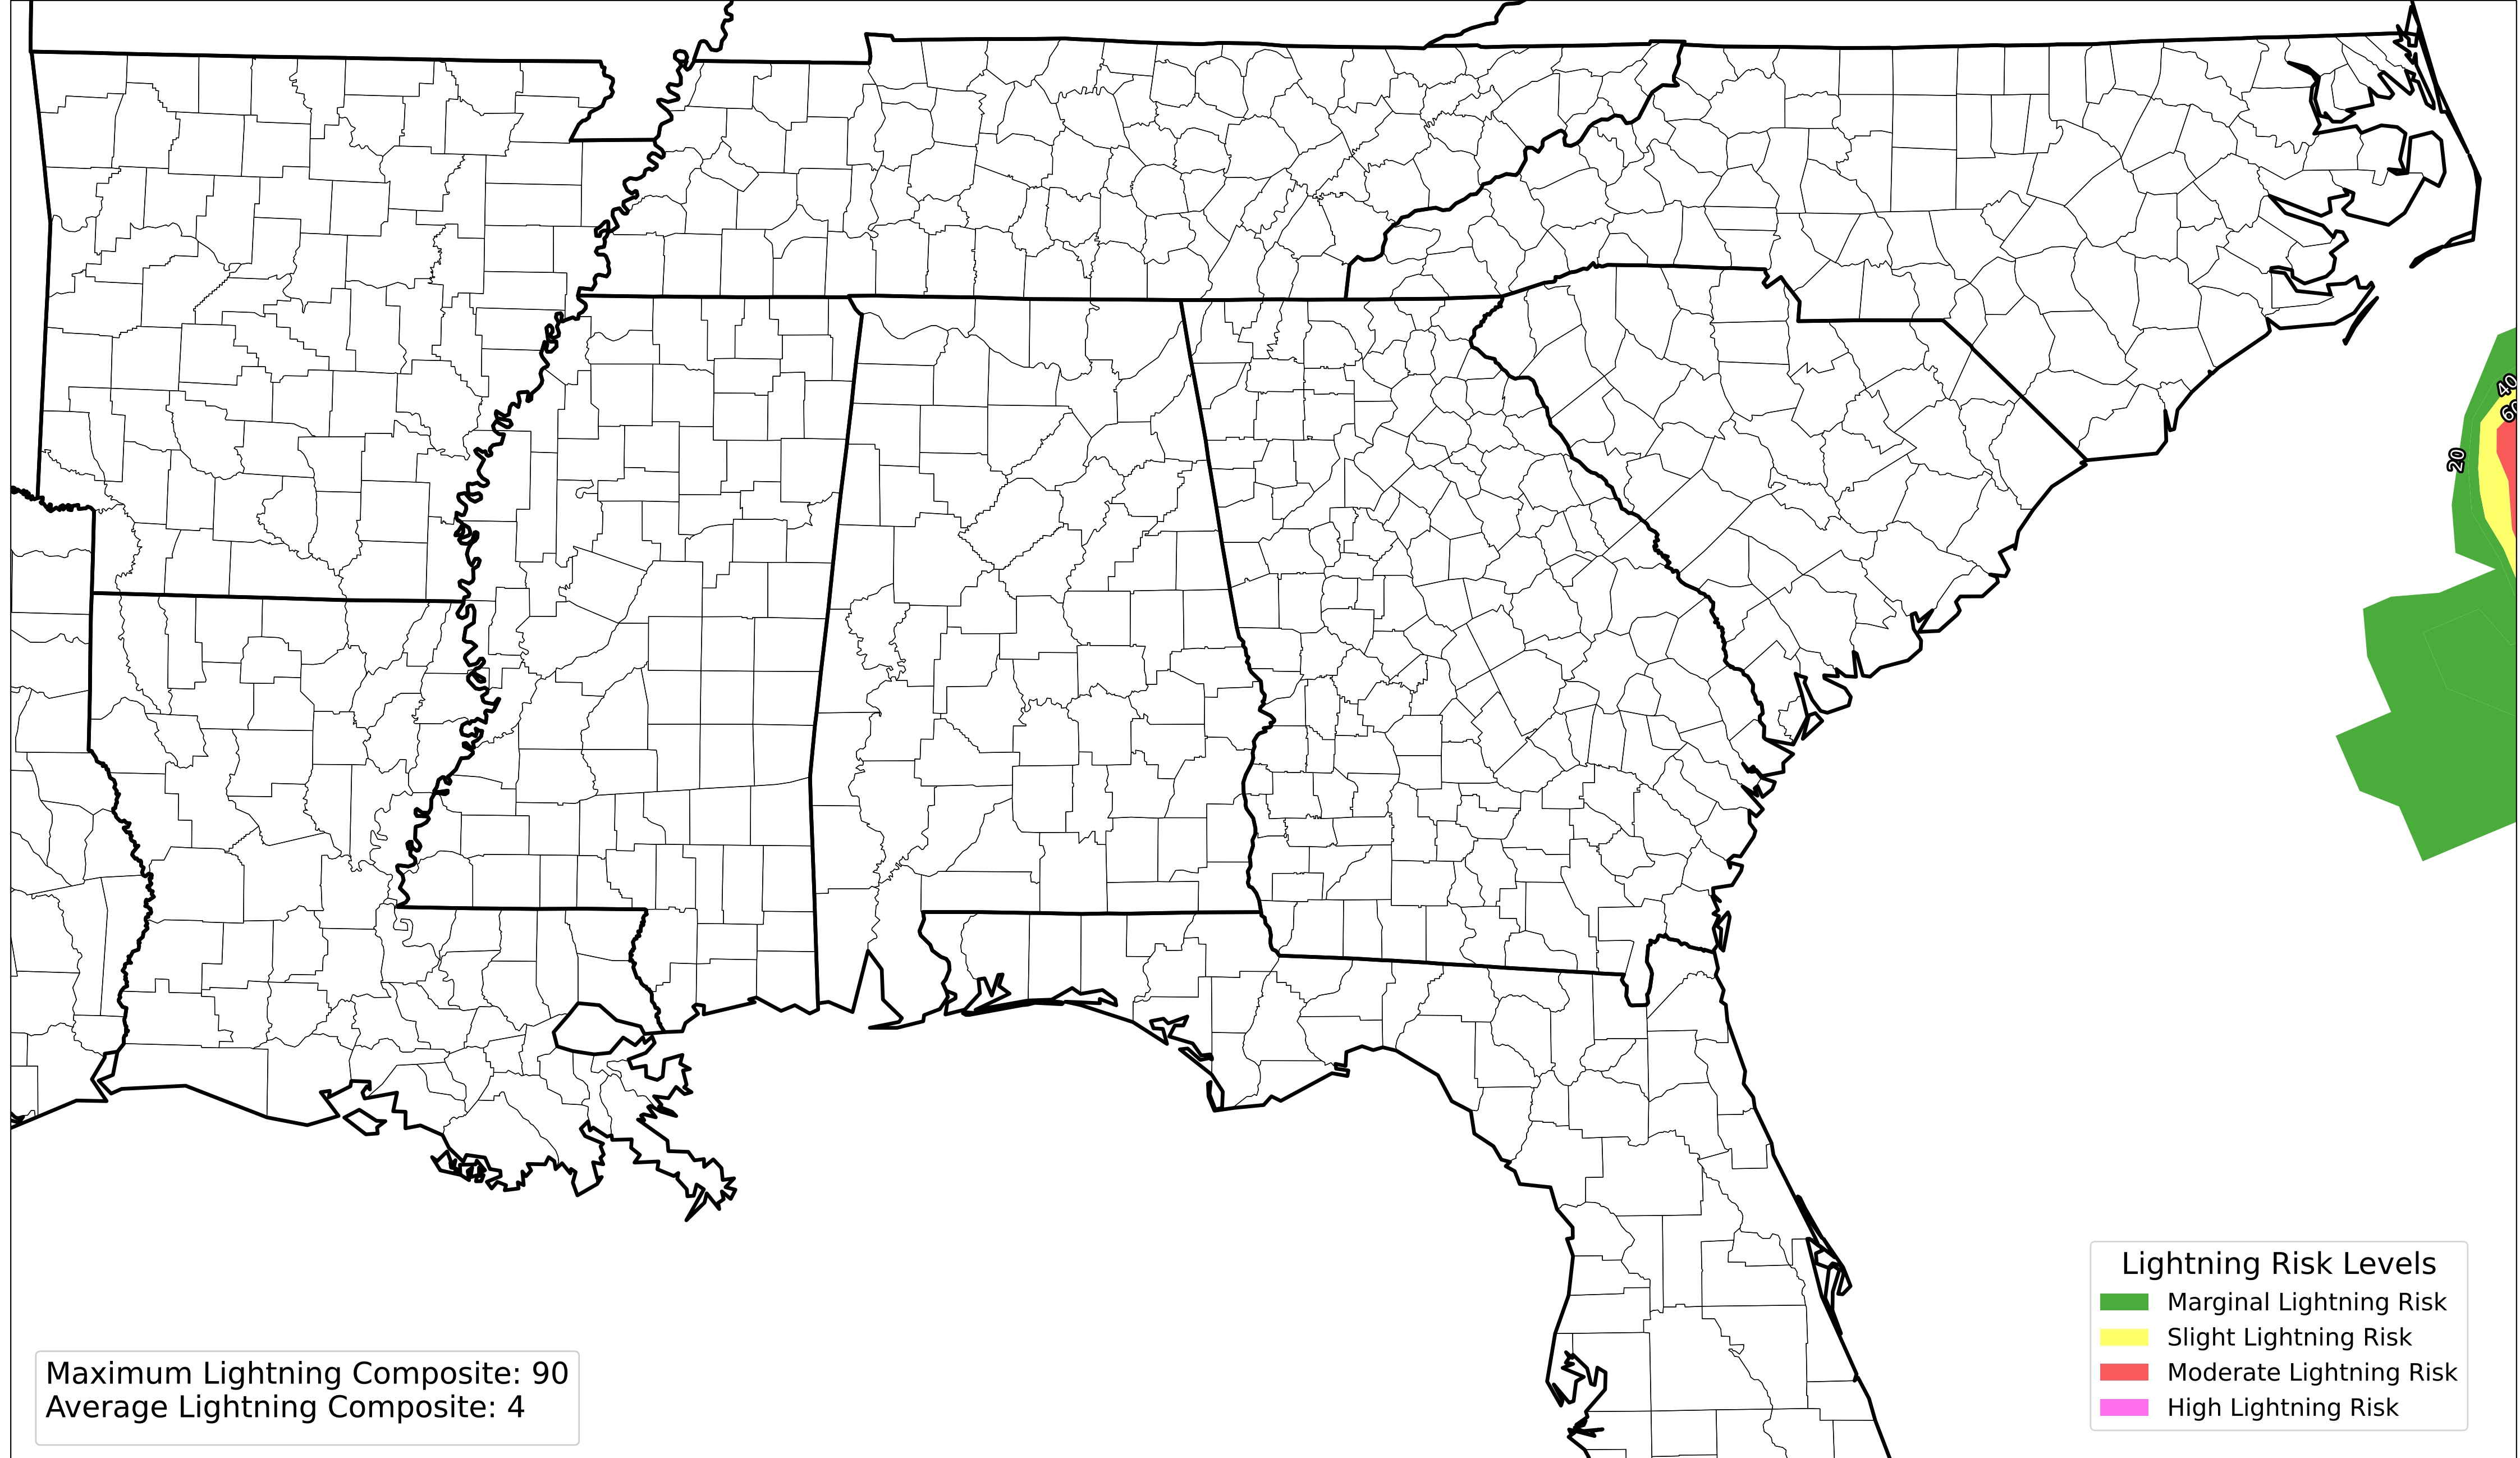 40
60
20
Lightning Risk Levels
Marginal Lightning Risk
Slight Lightning Risk
Moderate Lightning Risk
High Lightning Risk
Maximum Lightning Composite: 90
Average Lightning Composite: 4